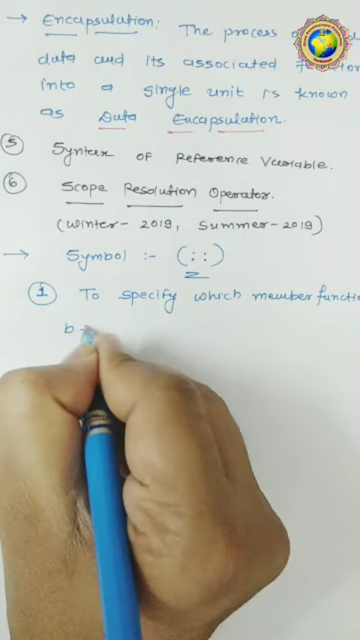 → Encapsulation: The process
data and its associated
into a single unit is known
as Data Encapsulation.
⑤ Syntax of Reference Variable.
⑥ Scope Resolution Operator.
(Winter-2019, Summer-2019)
→ Symbol :- (::)
① To specify which member functi
b